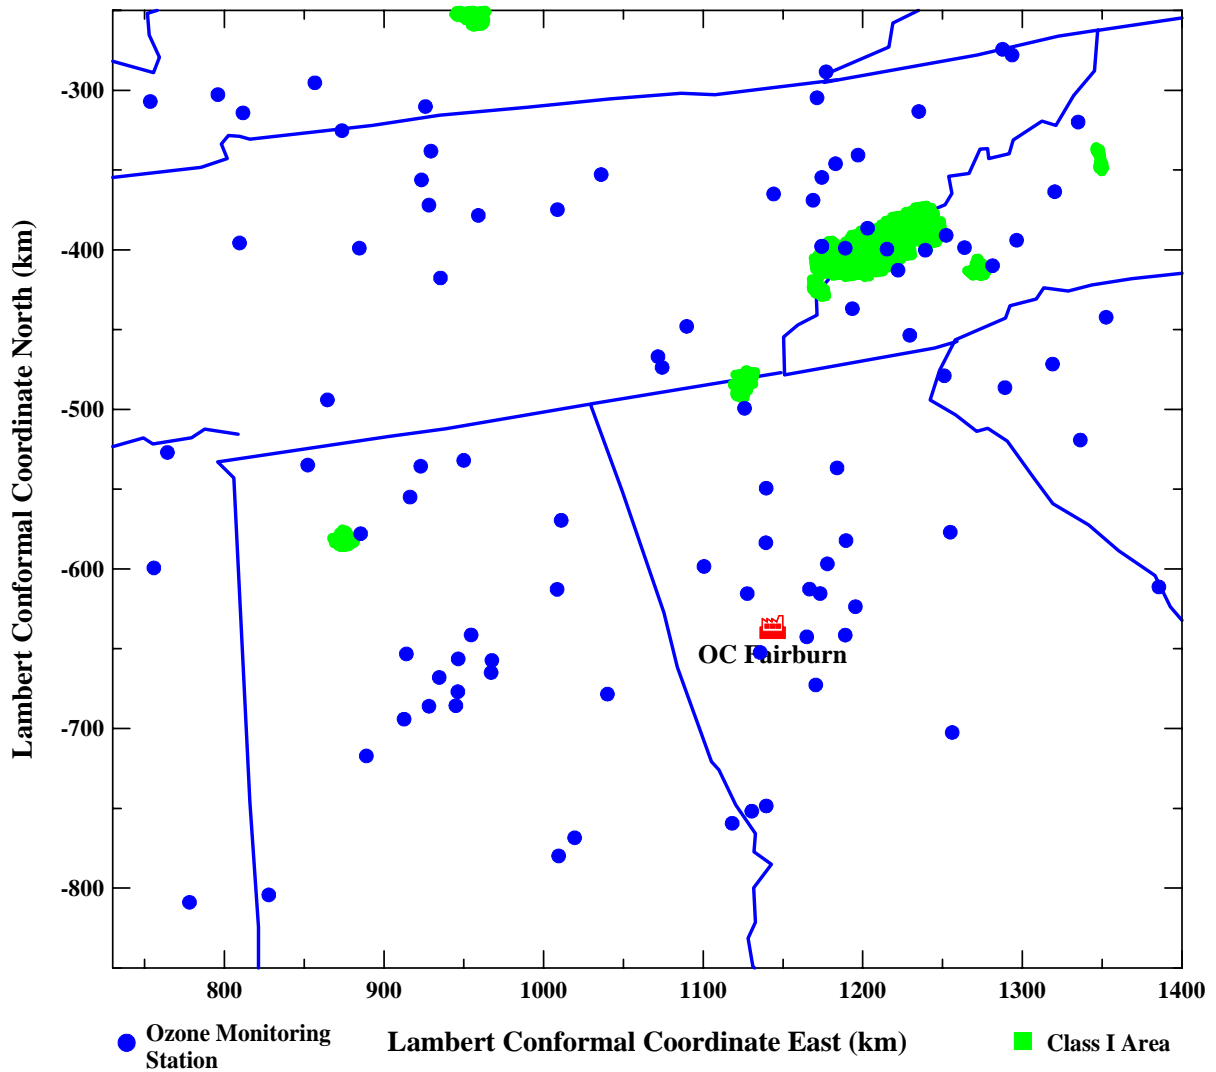 Lambert Conformal Coordinate North (km)
-300
-400
-500
-600
-700
-800
OC Fairburn
800
900
1000
1100
1200
1300
1400
Ozone Monitoring
Station
Lambert Conformal Coordinate East (km)
Class I Area